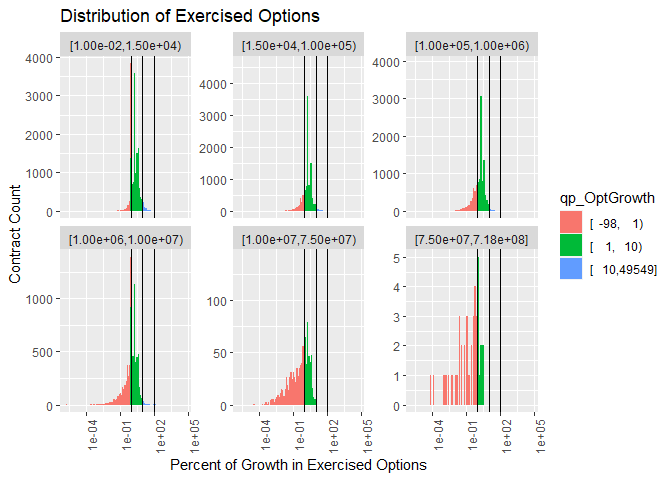 Distribution of Exercised Options
[1.00e-02,1.50e+04)
[1.50e+04,1.00e+05)
[1.00e+05,1.00e+06)
4000
3000
2000
1000
0
4000
3000
2000
1000
0
4000
3000
2000
1000
0
[1.00e+06,1.00e+07)
[1.00e+07,7.50e+07)
[7.50e+07,7.18e+08]
1000
500
0
100
50
0
5
4
3
2
1
0
1e-04
1e-01
1e+02
1e+05
1e-04
1e-01
1e+02
1e+05
1e-04
1e-01
1e+02
1e+05
Contract Count
Percent of Growth in Exercised Options
qp_OptGrowth
[ -98, 1)
[ 1, 10)
[ 10,49549]